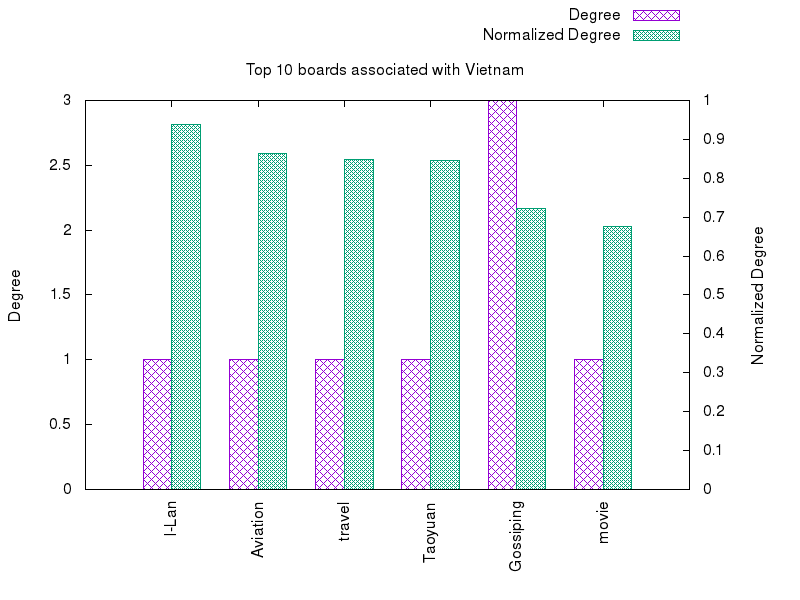 Degree
Normalized Degree
Top 10 boards associated with Vietnam
3
2.5
2
1.5
1
0.5
0
1
0.9
0.8
0.7
0.6
0.5
0.4
0.3
0.2
0.1
0
Degree
Normalized Degree
I-Lan
Aviation
travel
Taoyuan
Gossiping
movie